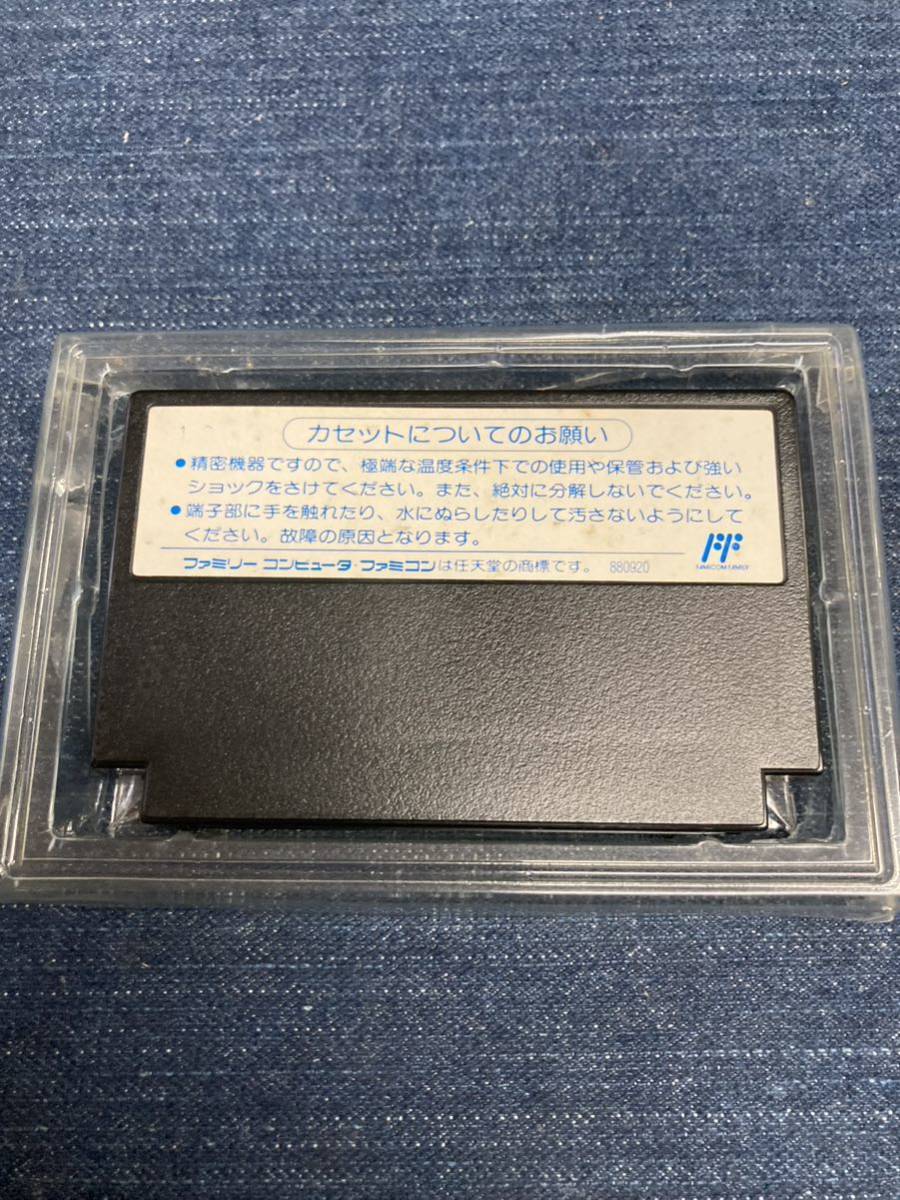 カセットについてのお願い
●精密機器ですので、極端な温度条件下での使用や保管および強い
ショックをさけてください。また、絶対に分解しないでください。
●端子部に手を触れたり、水にぬらしたりして汚さないようにして
ください。故障の原因となります。
ファミリー コンピュータ・ファミコンは任天堂の商標です。 880920
FF
FAMICOM FAMILY